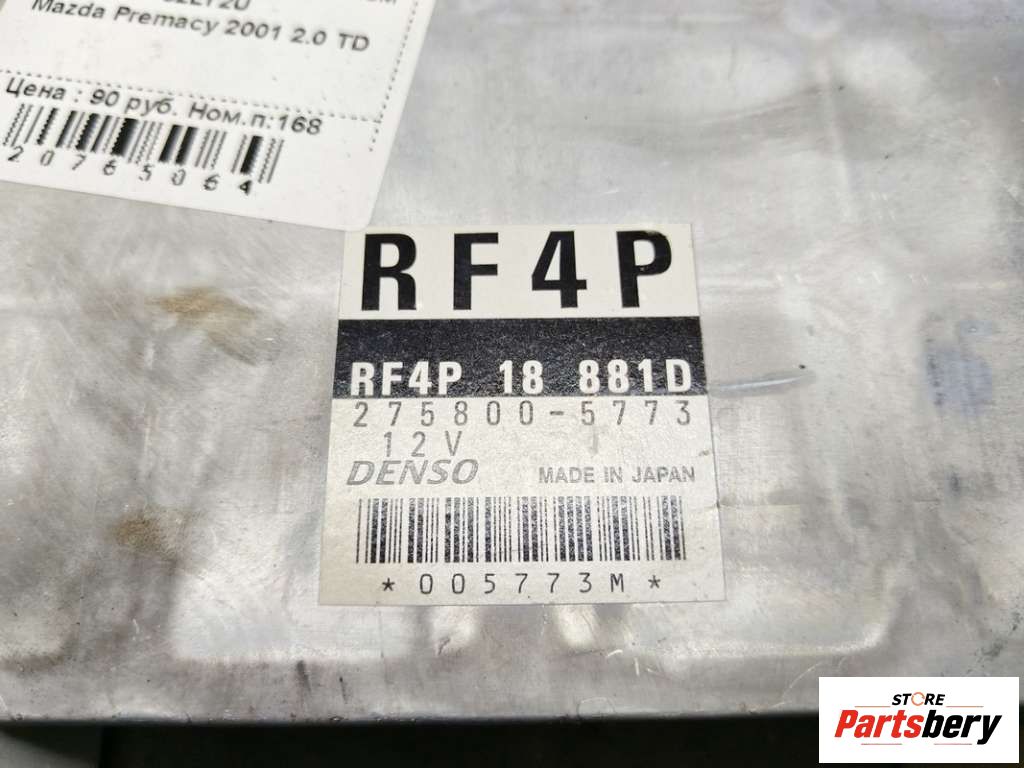 Mazda Premacy 2001 2.0 TD
Цена : 90 руб. Ном.п:168
20765064
RF4P
RF4P 18 881D
275800-5773
12V
DENSO MADE IN JAPAN
*005773M*
STORE
Partsbery